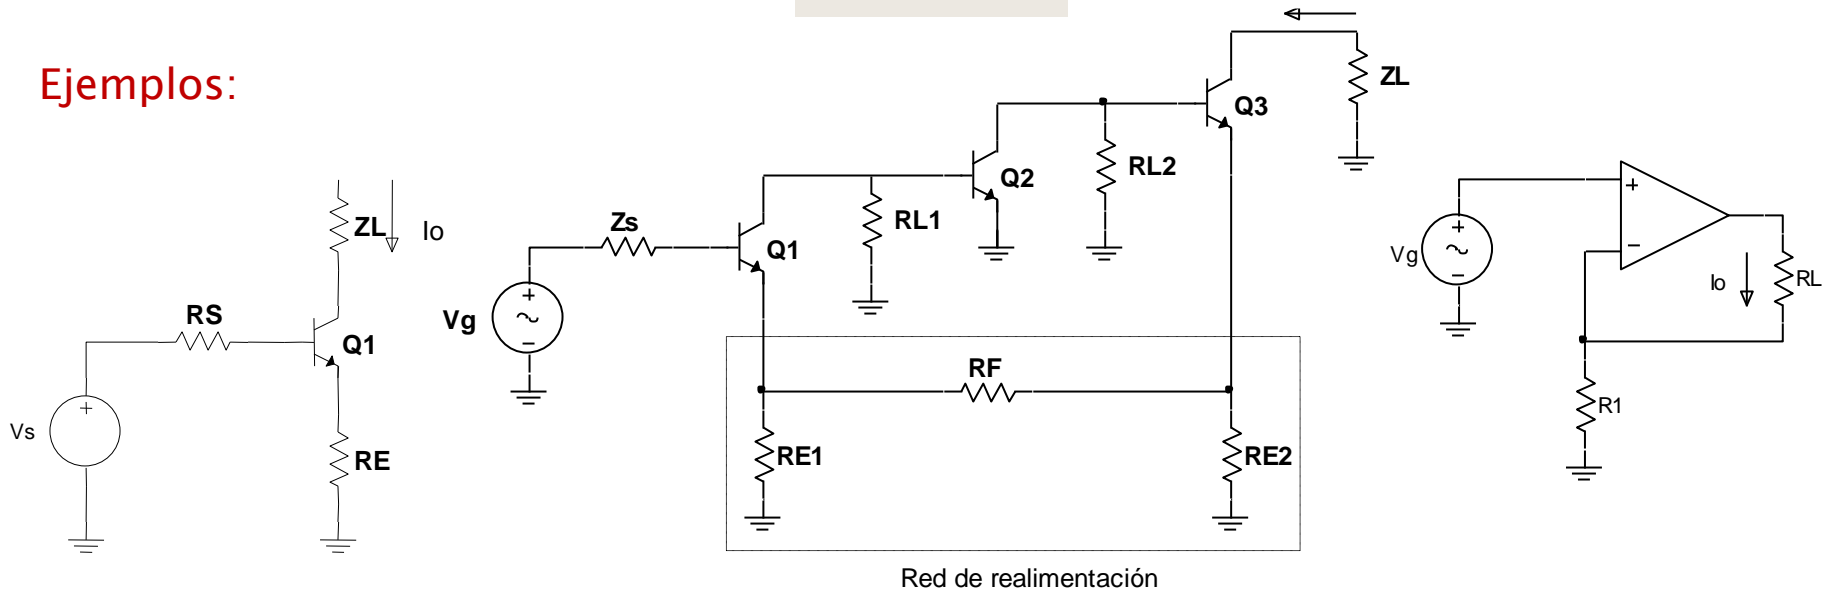 Ejemplos:
ZL
Io
RS
Q1
Vs
+
RE
Zs
Vg
+
−
Q1
RL1
Q2
RL2
Q3
ZL
RF
RE1
RE2
Red de realimentación
Vg
+
−
+
−
Io
RL
R1